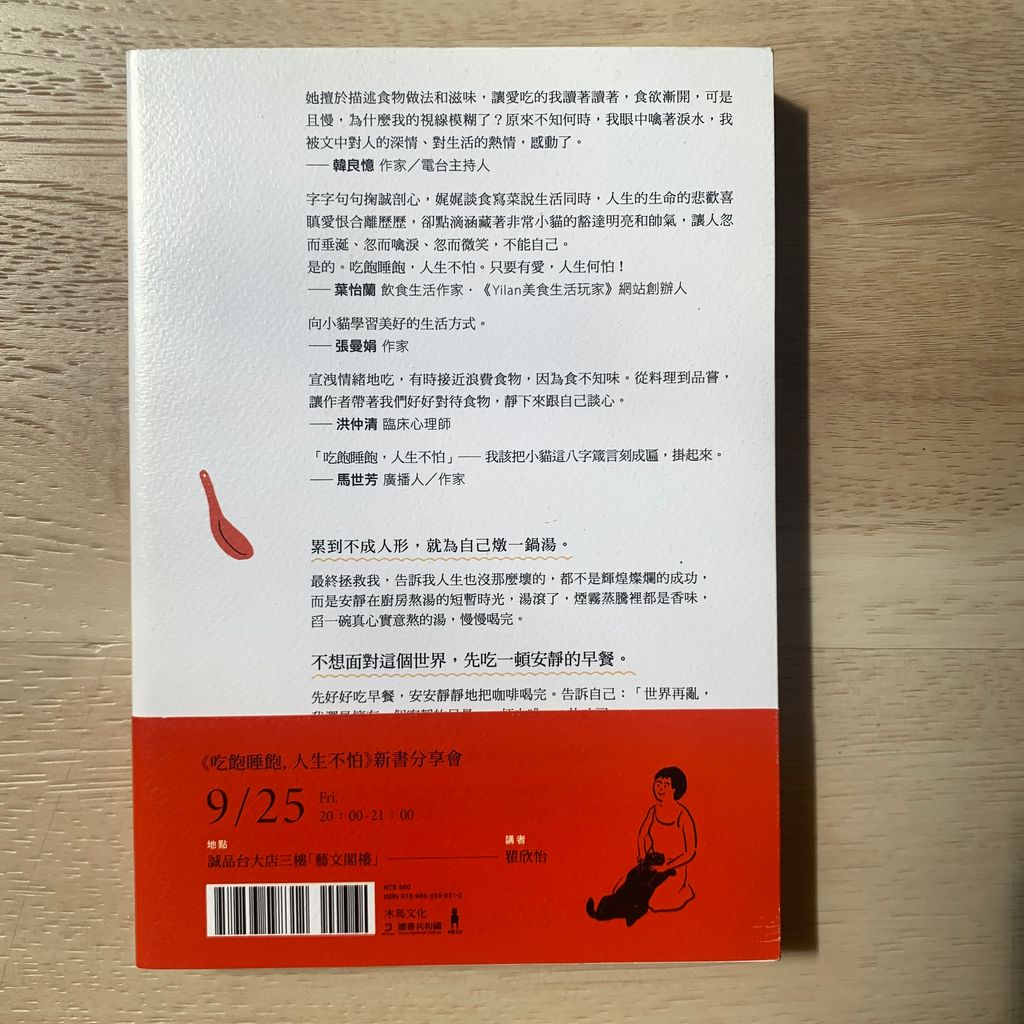 她擅於描述食物做法和滋味，讓愛吃的我讀著讀著，食欲漸開，可是
且慢，為什麼我的視線模糊了？原來不知何時，我眼中噙著淚水，我
被文中對人的深情、對生活的熱情，感動了。
── 韓良憶 作家／電台主持人
字字句句掬誠剖心，娓娓談食寫菜說生活同時，人生的生命的悲歡喜
瞋愛恨合離歷歷，卻點滴涵藏著非常小貓的豁達明亮和帥氣，讓人忽
而垂涎、忽而噙淚、忽而微笑，不能自己。
是的。吃飽睡飽，人生不怕。只要有愛，人生何怕！
── 葉怡蘭 飲食生活作家．《Yilan美食生活玩家》網站創辦人
向小貓學習美好的生活方式。
── 張曼娟 作家
宣洩情緒地吃，有時接近浪費食物，因為食不知味。從料理到品嘗，
讓作者帶著我們好好對待食物，靜下來跟自己談心。
── 洪仲清 臨床心理師
「吃飽睡飽，人生不怕」── 我該把小貓這八字箴言刻成匾，掛起來。
── 馬世芳 廣播人／作家
累到不成人形，就為自己燉一鍋湯。
最終拯救我，告訴我人生也沒那麼壞的，都不是輝煌燦爛的成功，
而是安靜在廚房熬湯的短暫時光，湯滾了，煙霧蒸騰裡都是香味，
舀一碗真心實意熬的湯，慢慢喝完。
不想面對這個世界，先吃一頓安靜的早餐。
先好好吃早餐，安安靜靜地把咖啡喝完。告訴自己：「世界再亂，
《吃飽睡飽, 人生不怕》新書分享會
9/25 Fri.
20：00-21：00
地點
誠品台大店三樓「藝文閣樓」
講者
瞿欣怡
NT$ 360
ISBN 978-986-359-831-2
木馬文化
讀書共和國